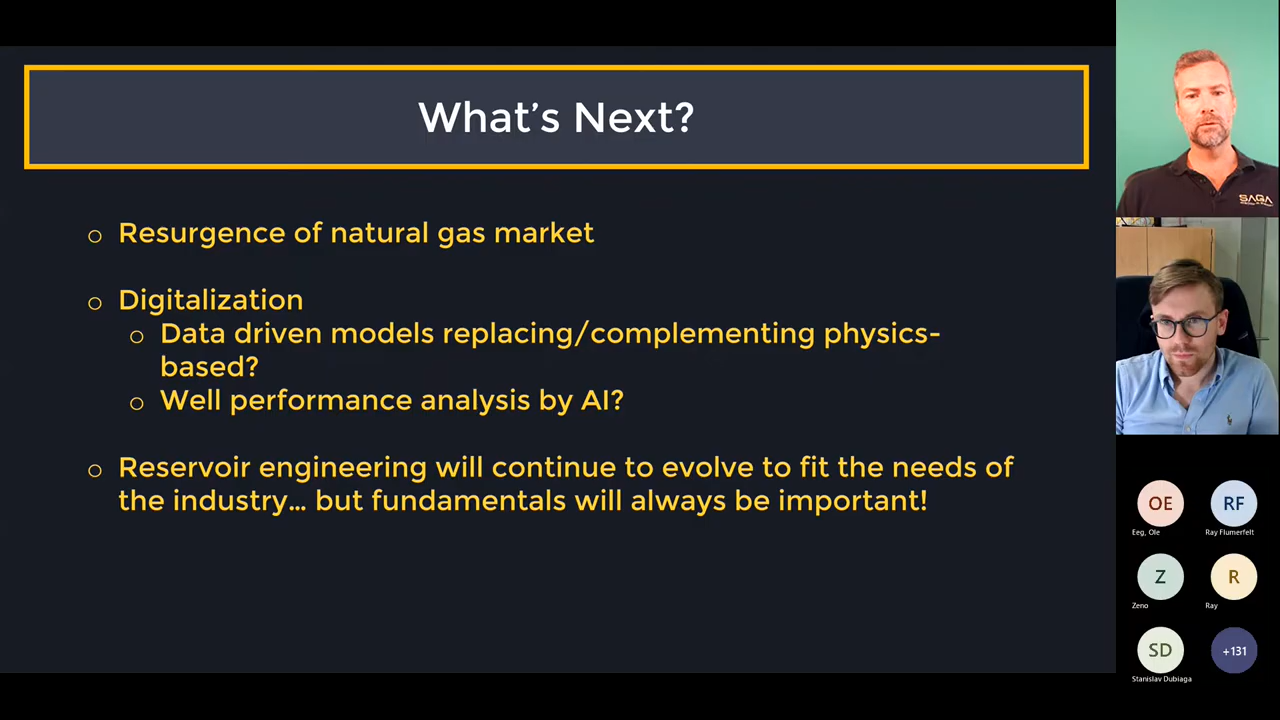 What's Next?
o Resurgence of natural gas market
o Digitalization
o Data driven models replacing/complementing physics-
based?
o Well performance analysis by AI?
o Reservoir engineering will continue to evolve to fit the needs of
the industry... but fundamentals will always be important!
SAGA
OE
RF
Eeg, Ole
Ray Flumerfelt
Z
R
Zeno
Ray
SD
+131
Stanislav Dubiaga